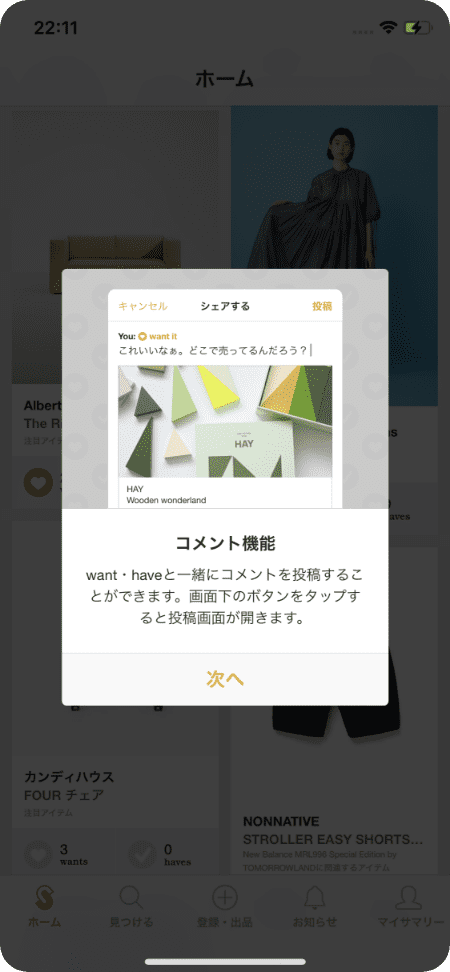 22:11
ホーム
Albert
The Ri
注目アイテム
キャンセル
シェアする
投稿
You: want it
これいいなぁ。どこで売ってるんだろう？
HAY
HAY
Wooden wonderland
haves
コメント機能
want・haveと一緒にコメントを投稿するこ
とができます。画面下のボタンをタップす
ると投稿画面が開きます。
次へ
カンディハウス
FOUR チェア
注目アイテム
3
wants
0
haves
NONNATIVE
STROLLER EASY SHORTS...
New Balance MRL996 Special Edition by
TOMORROWLANDに関連するアイテム
ホーム
見つける
登録・出品
お知らせ
マイサマリー